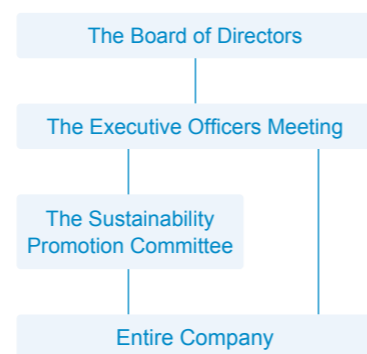 The Board of Directors
The Executive Officers Meeting
The Sustainability
Promotion Committee
Entire Company